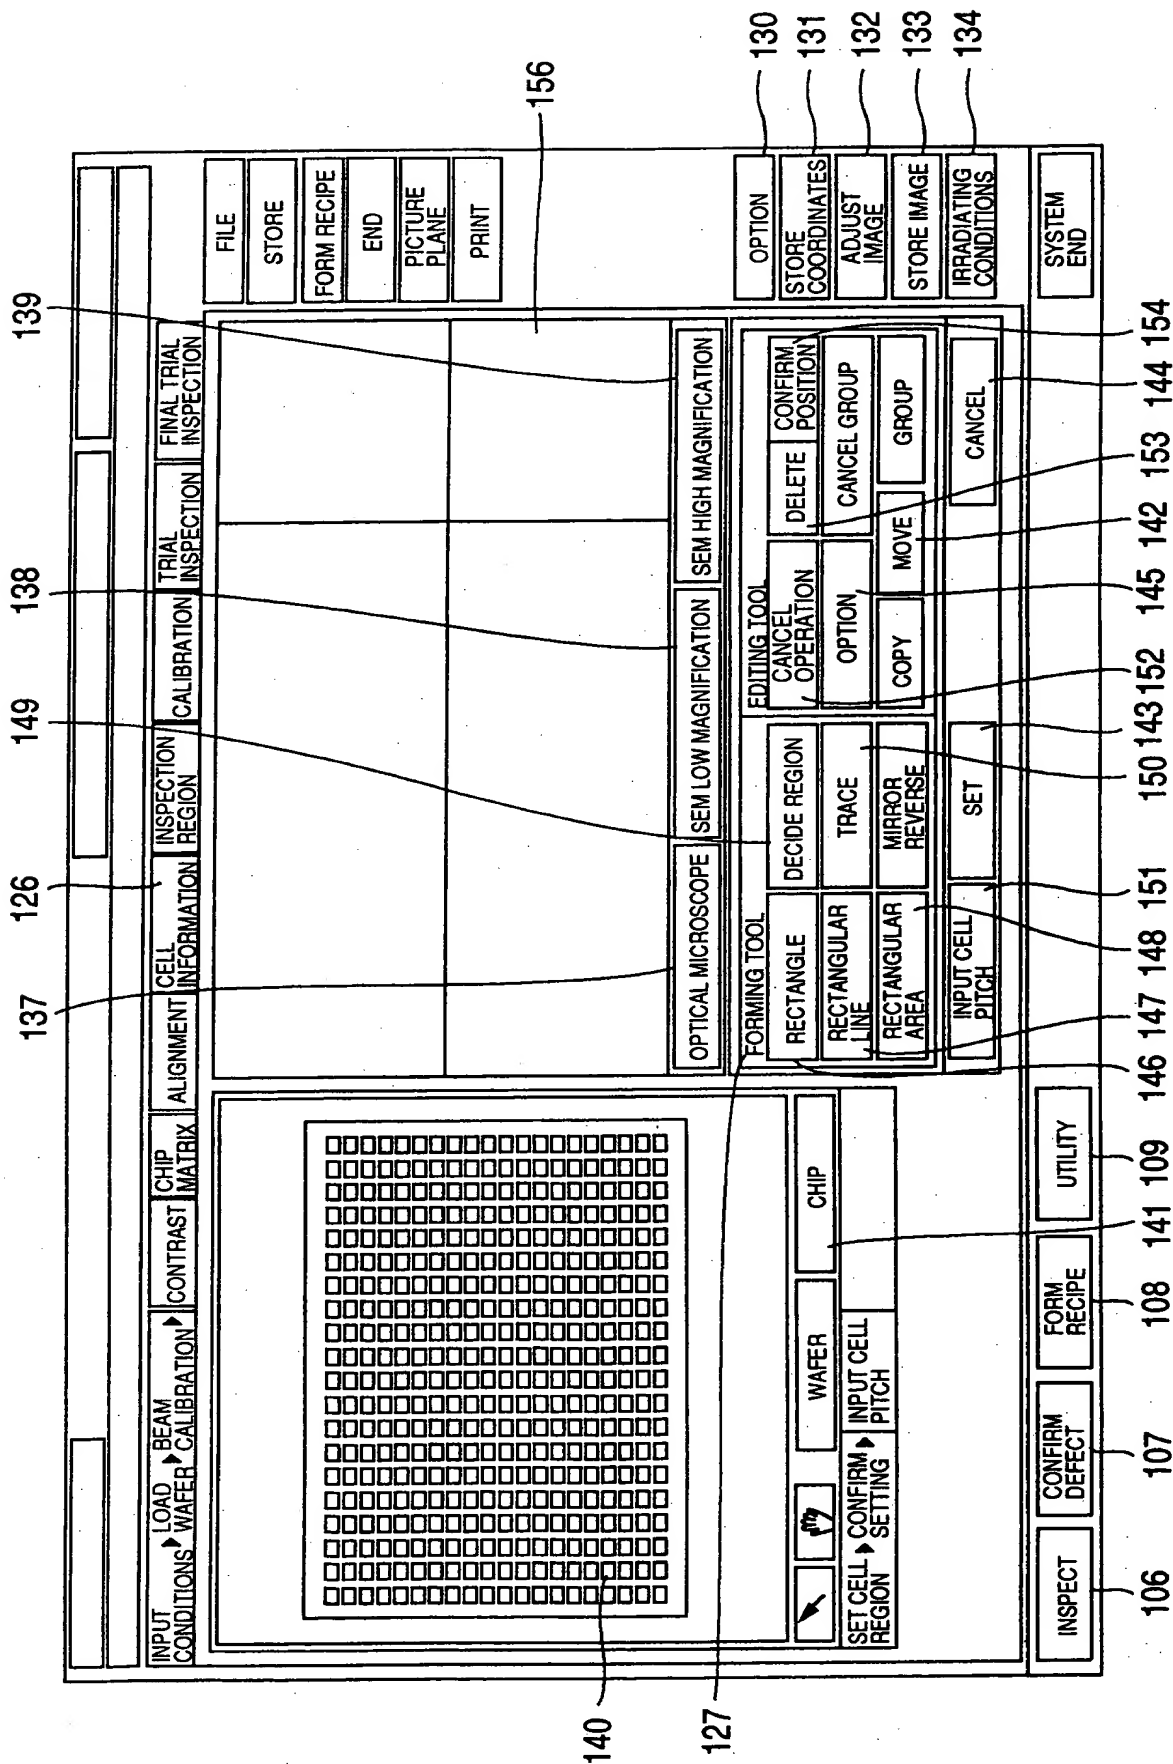 137
126
149
138
139
INPUT
CONDITIONS
LOAD
WAFER
BEAM
CALIBRATION
CONTRAST
CHIP
MATRIX
ALIGNMENT
CELL
INFORMATION
INSPECTION
REGION
CALIBRATION
TRIAL
INSPECTION
FINAL TRIAL
INSPECTION
FILE
STORE
FORM RECIPE
END
PICTURE
PLANE
PRINT
156
140
OPTICAL MICROSCOPE
SEM LOW MAGNIFICATION
SEM HIGH MAGNIFICATION
127
FORMING TOOL
EDITING TOOL
RECTANGLE
DECIDE REGION
CANCEL
OPERATION
DELETE
CONFIRM
POSITION
RECTANGULAR
LINE
TRACE
OPTION
CANCEL GROUP
RECTANGULAR
AREA
MIRROR
REVERSE
COPY
MOVE
GROUP
INPUT CELL
PITCH
SET
CANCEL
OPTION
STORE
COORDINATES
ADJUST
IMAGE
STORE IMAGE
IRRADIATING
CONDITIONS
130
131
132
133
134
WAFER
CHIP
SET CELL
REGION
CONFIRM
SETTING
INPUT CELL
PITCH
INSPECT
CONFIRM
DEFECT
FORM
RECIPE
UTILITY
SYSTEM
END
106
107
108
141
109
146
147
148
151
150
143
152
145
142
153
144
154